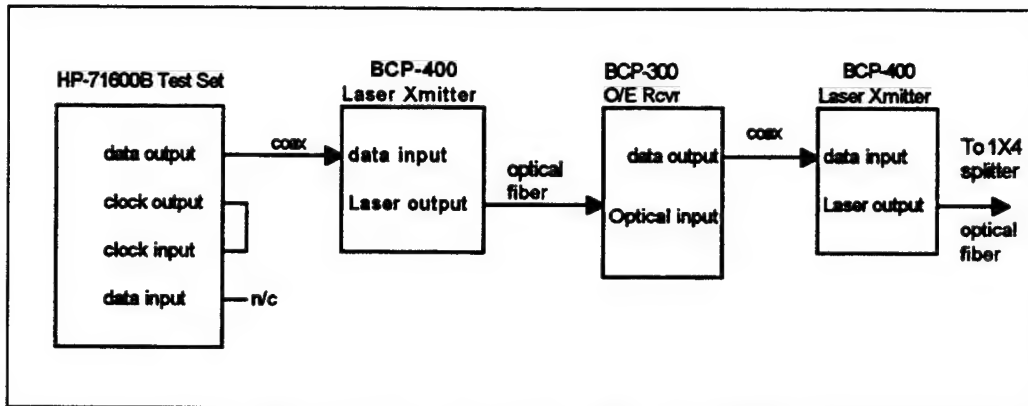 HP-71600B Test Set
data output
clock output
clock input
data input
n/c
coax
BCP-400
Laser Xmitter
data input
Laser output
optical
fiber
BCP-300
O/E Rcvr
data output
Optical input
coax
BCP-400
Laser Xmitter
data input
Laser output
To 1X4
splitter
optical
fiber